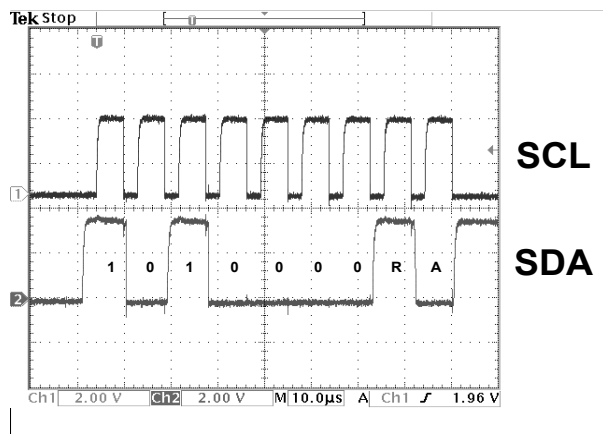 Tek Stop
T
T
SCL
1
1 0 1 0 0 0 0 R A
SDA
2
Ch1 2.00 V Ch2 2.00 V M 10.0µs A Ch1 ƒ 1.96 V